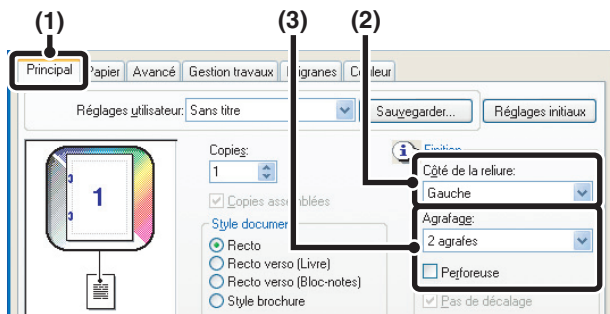 (1) (3) (2)
Principal Papier Avancé Gestion travaux Filigranes Couleur
Réglages utilisateur: Sans titre Sauvegarder... Réglages initiaux
Copies:
1
Copies assemblées
Style document
Recto
Recto verso (Livre)
Recto verso (Bloc-notes)
Style brochure
Finition
Côté de la reliure:
Gauche
Agrafage:
2 agrafes
Perforeuse
Pas de décalage
1